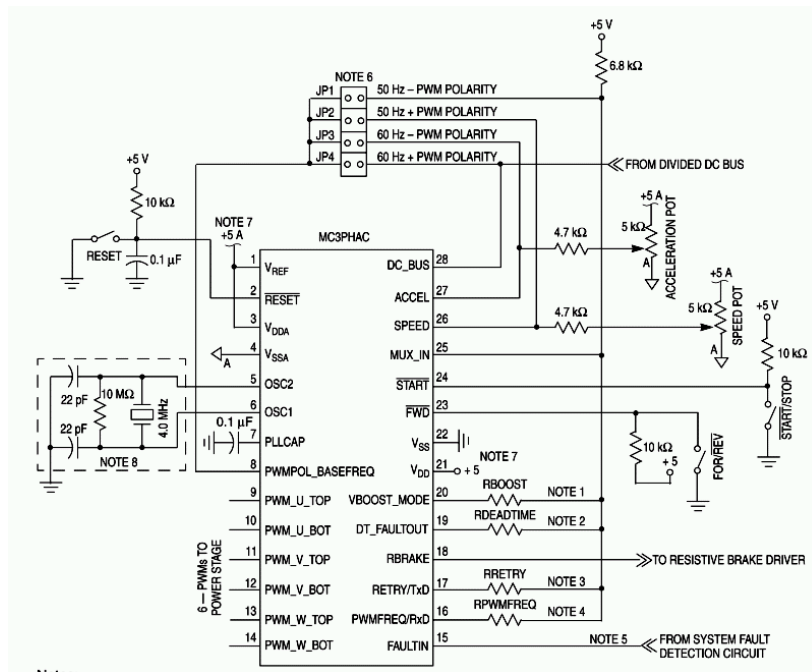 +5 V
6.8 kΩ
NOTE 6
JP1 50 Hz – PWM POLARITY
JP2 50 Hz + PWM POLARITY
JP3 60 Hz – PWM POLARITY
JP4 60 Hz + PWM POLARITY
FROM DIVIDED DC BUS
+5 V
10 kΩ
RESET
0.1 µF
NOTE 7
+5 A
MC3PHAC
1 VREF
2 RESET
3 VDDA
4 VSSA
A
5 OSC2
6 OSC1
7 PLLCAP
8 PWMPOL_BASEFREQ
9 PWM_U_TOP
10 PWM_U_BOT
11 PWM_V_TOP
12 PWM_V_BOT
13 PWM_W_TOP
14 PWM_W_BOT
22 pF
10 MΩ
4.0 MHz
22 pF
NOTE 8
0.1 µF
6 — PWMs TO
POWER STAGE
DC_BUS 28
ACCEL 27
SPEED 26
MUX_IN 25
START 24
FWD 23
VSS 22
VDD 21
+ 5
NOTE 7
VBOOST_MODE 20 RBOOST NOTE 1
DT_FAULTOUT 19 RDEADTIME NOTE 2
RBRAKE 18 TO RESISTIVE BRAKE DRIVER
RETRY/TxD 17 RRETRY NOTE 3
PWMFREQ/RxD 16 RPWMFREQ NOTE 4
FAULTIN 15 NOTE 5 FROM SYSTEM FAULT
DETECTION CIRCUIT
4.7 kΩ
+5 A
5 kΩ
A
ACCELERATION POT
4.7 kΩ
+5 A
5 kΩ
A
SPEED POT
+5 V
10 kΩ
START/STOP
10 kΩ
+ 5
FOR/REV